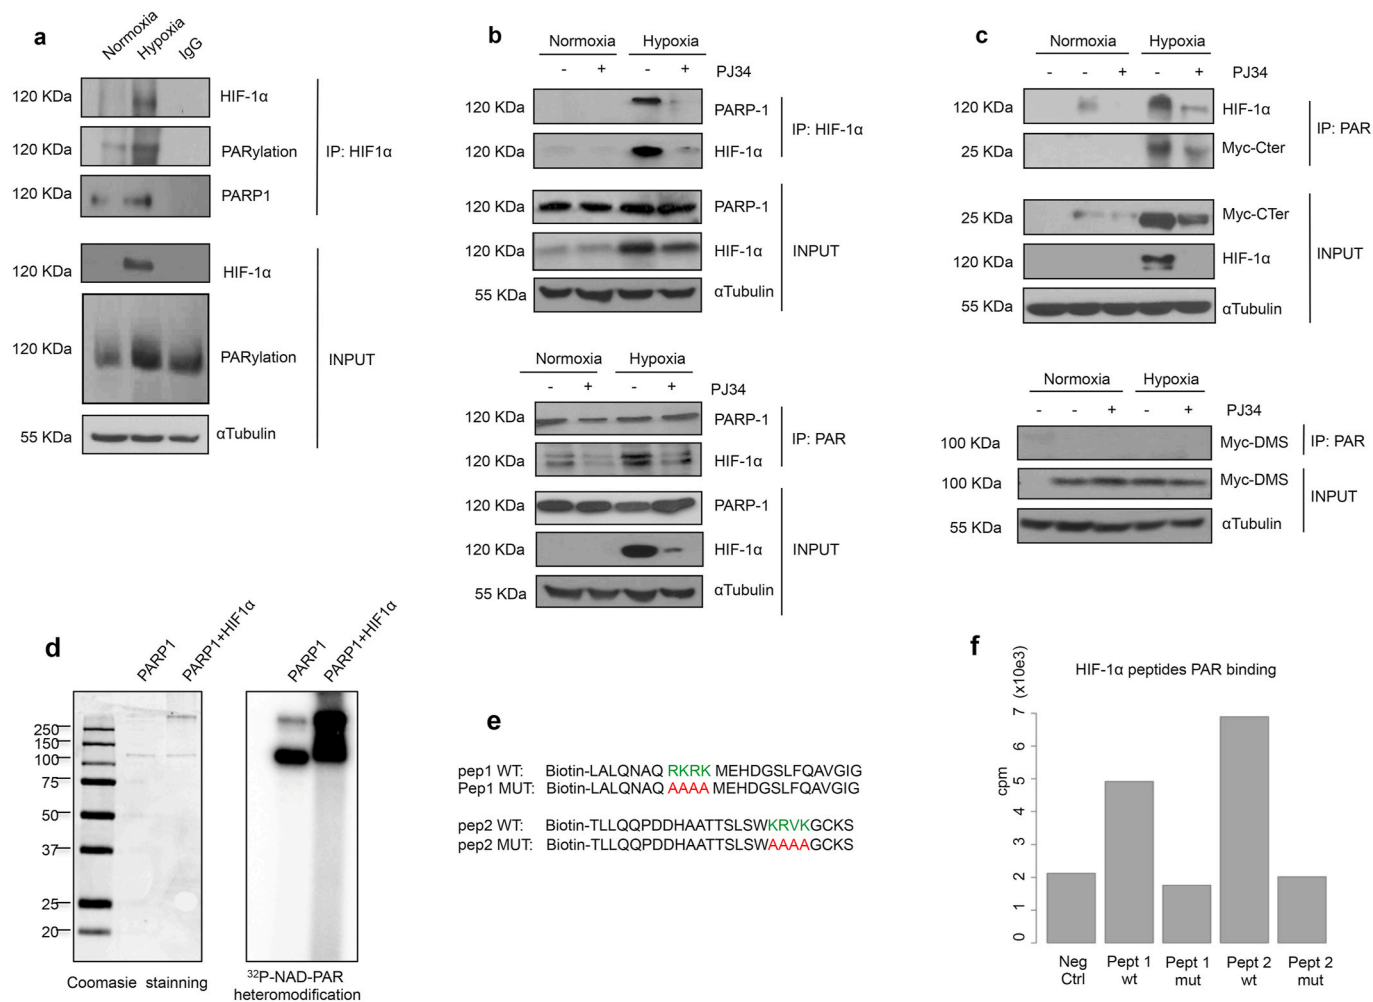 a
Normoxia
Hypoxia
IgG
120 KDa
HIF-1α
120 KDa
PARylation
IP: HIF1α
120 KDa
PARP1
120 KDa
HIF-1α
120 KDa
PARylation
INPUT
55 KDa
αTubulin
b
Normoxia Hypoxia
- + - + PJ34
120 KDa PARP-1
IP: HIF-1α
120 KDa HIF-1α
120 KDa PARP-1
120 KDa HIF-1α INPUT
55 KDa αTubulin
Normoxia Hypoxia
- + - + PJ34
120 KDa PARP-1
IP: PAR
120 KDa HIF-1α
120 KDa PARP-1
120 KDa HIF-1α INPUT
55 KDa αTubulin
c
Normoxia Hypoxia
- - + - + PJ34
120 KDa HIF-1α
IP: PAR
25 KDa Myc-Cter
25 KDa Myc-CTer
INPUT
120 KDa HIF-1α
55 KDa αTubulin
Normoxia Hypoxia
- - + - + PJ34
100 KDa Myc-DMS IP: PAR
100 KDa Myc-DMS
INPUT
55 KDa αTubulin
d
PARP1
PARP1+HIF1α
PARP1
PARP1+HIF1α
250
150
100
75
50
37
25
20
Coomasie stainning
³²P-NAD-PAR
heteromodification
e
pep1 WT: Biotin-LALQNAQ RKRK MEHDGSLFQAVGIG
Pep1 MUT: Biotin-LALQNAQ AAAA MEHDGSLFQAVGIG
pep2 WT: Biotin-TLLQQPDDHAATTSLSWKRVKGCKS
pep2 MUT: Biotin-TLLQQPDDHAATTSLSWAAAAGCKS
f
HIF-1α peptides PAR binding
cpm (x10e3)
7
6
5
4
3
2
1
0
Neg Ctrl
Pept 1 wt
Pept 1 mut
Pept 2 wt
Pept 2 mut